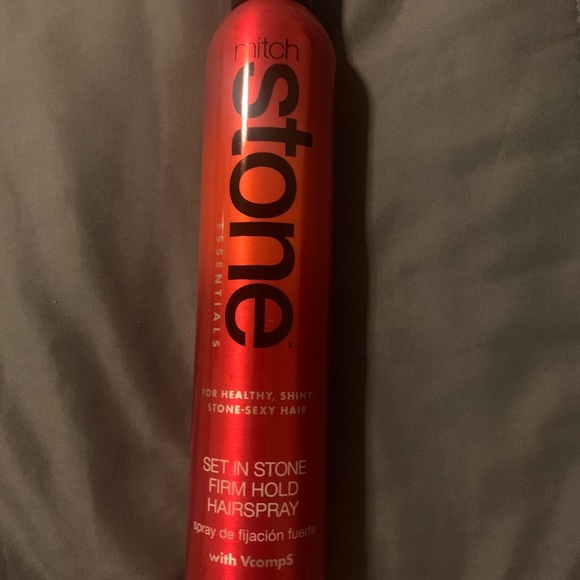 mitch
stone
ESSENTIALS
FOR HEALTHY, SHINY,
STONE-SEXY HAIR
SET IN STONE
FIRM HOLD
HAIRSPRAY
spray de fijación fuerte
with VcompS